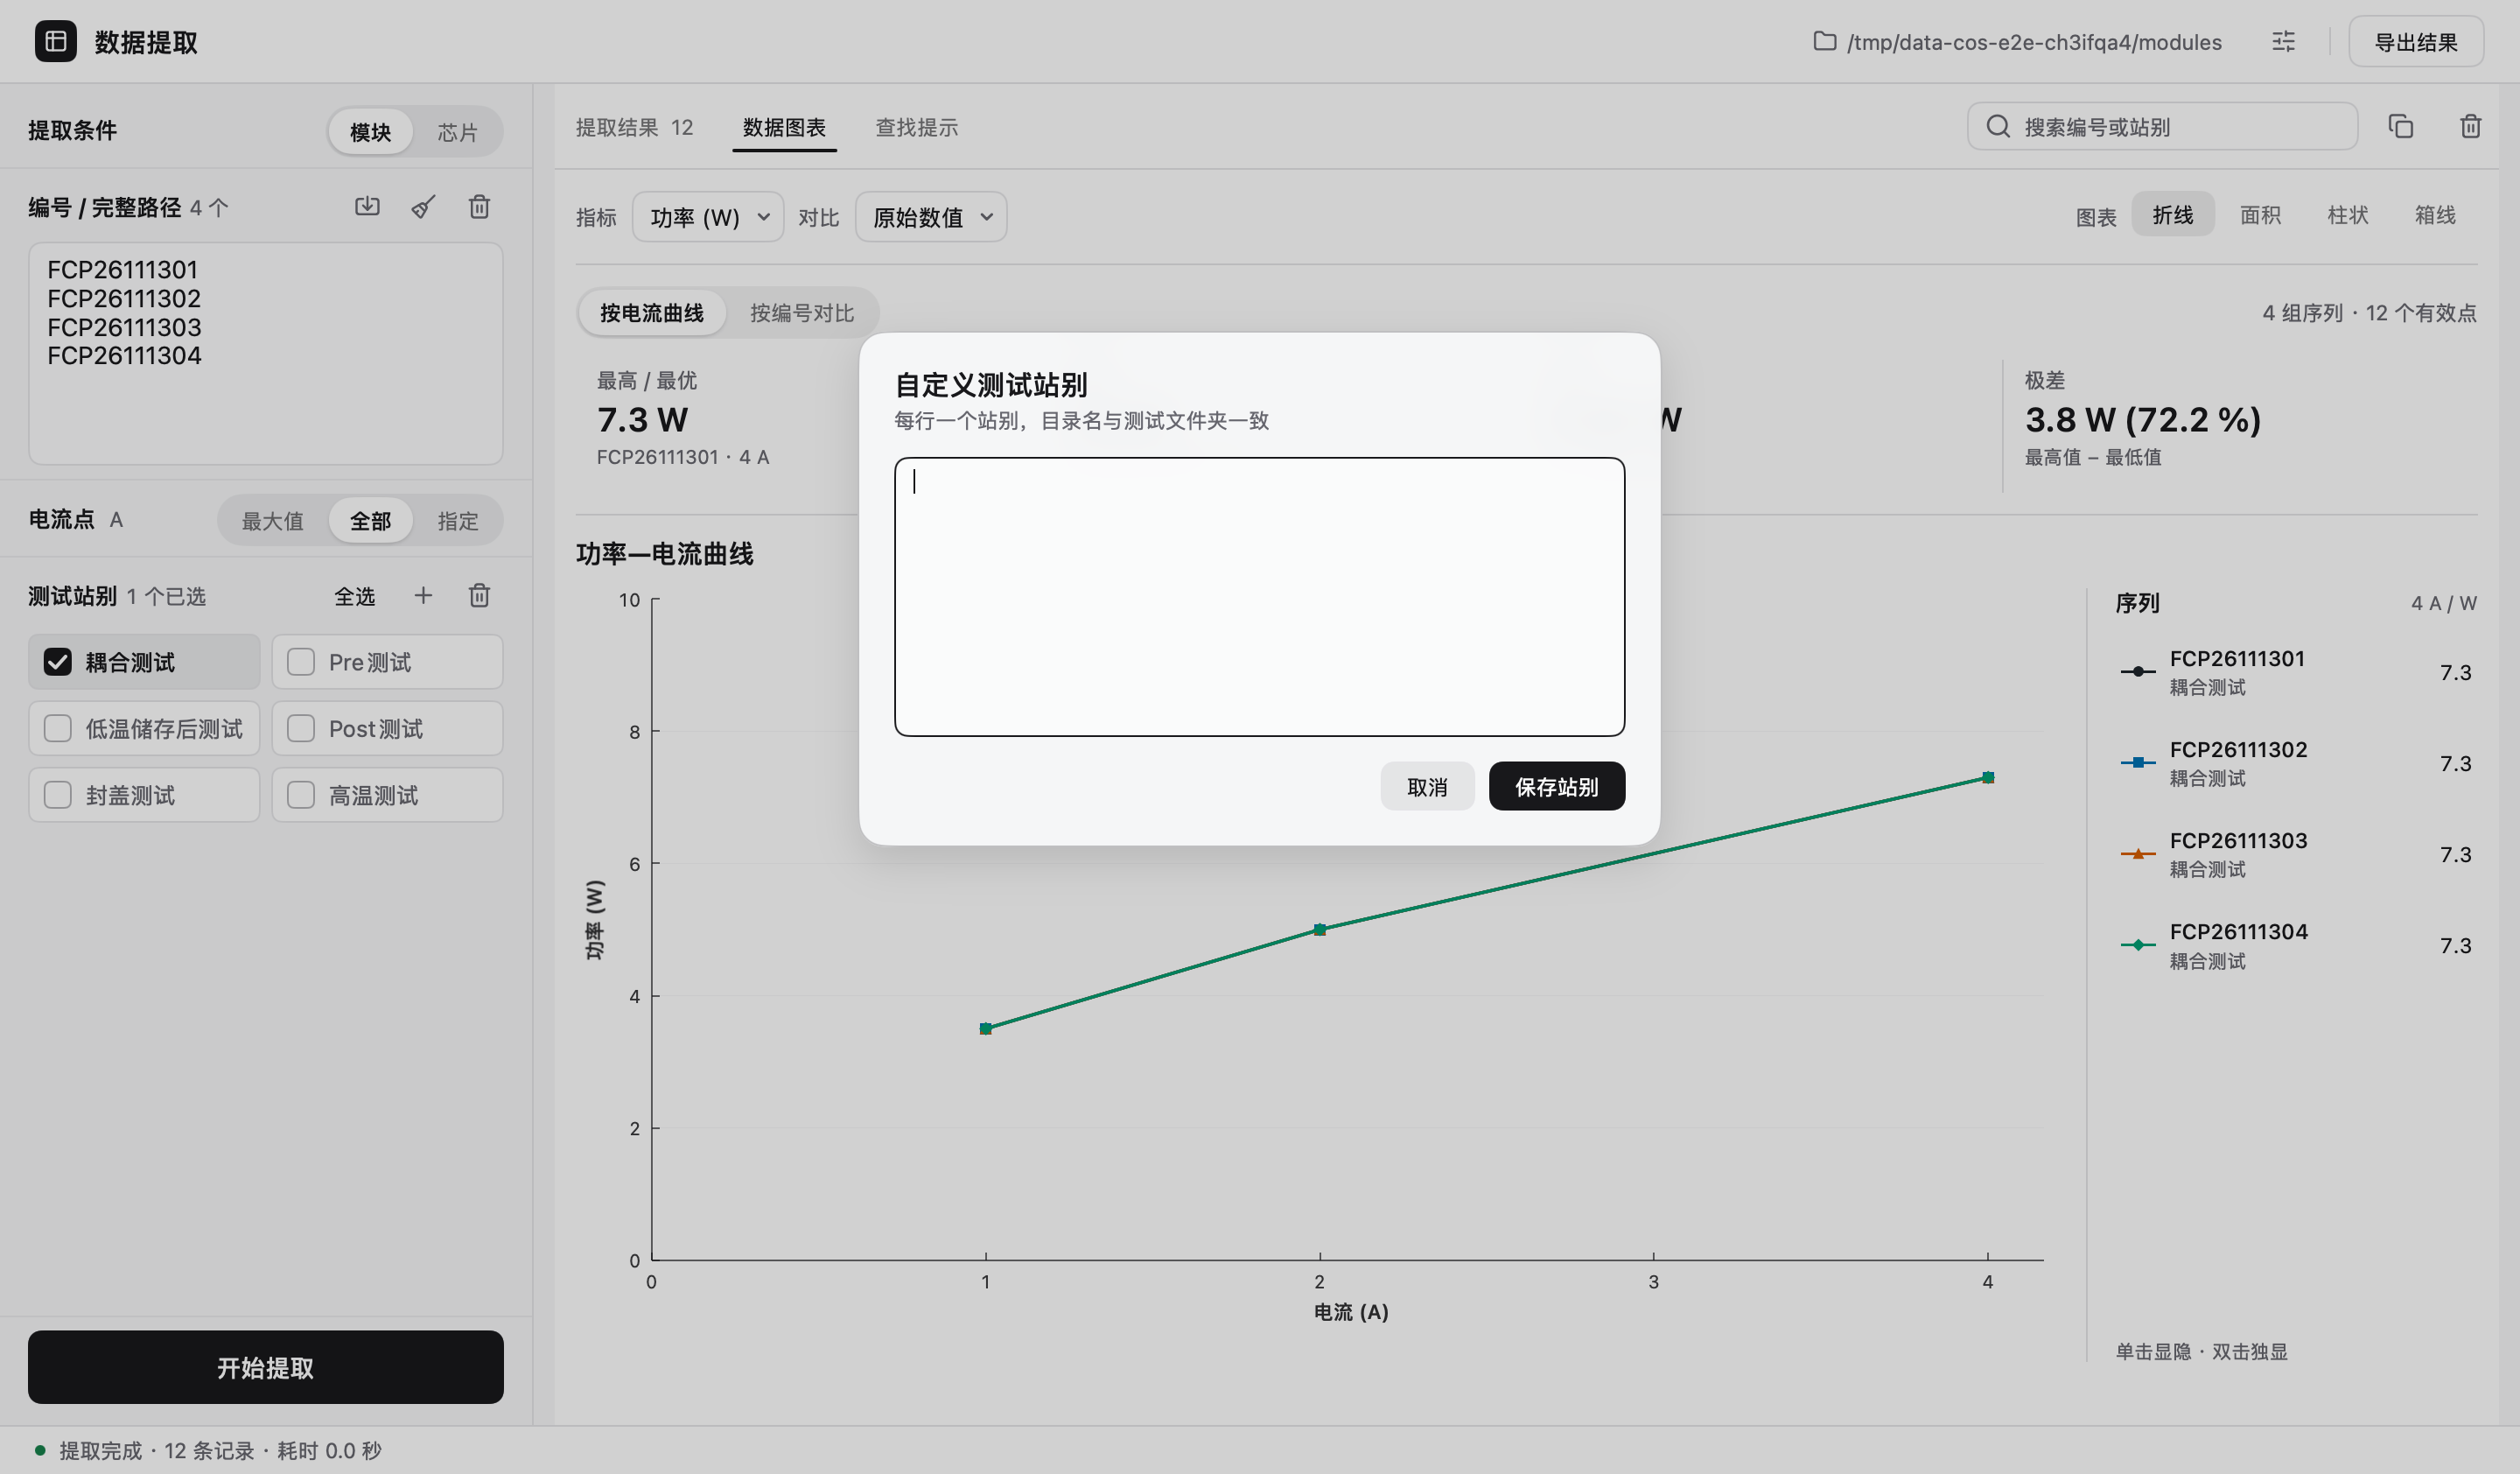 数据提取
/tmp/data-cos-e2e-ch3ifqa4/modules
导出结果
提取条件
模块
芯片
编号 / 完整路径 4 个
FCP26111301
FCP26111302
FCP26111303
FCP26111304
电流点 A
最大值
全部
指定
测试站别 1 个已选
全选
耦合测试
Pre测试
低温储存后测试
Post测试
封盖测试
高温测试
开始提取
提取结果 12
数据图表
查找提示
搜索编号或站别
指标
功率 (W)
对比
原始数值
图表
折线
面积
柱状
箱线
按电流曲线
按编号对比
4 组序列 · 12 个有效点
最高 / 最优
7.3 W
FCP26111301 · 4 A
W
极差
3.8 W (72.2 %)
最高值 – 最低值
自定义测试站别
每行一个站别，目录名与测试文件夹一致
取消
保存站别
功率—电流曲线
10
8
6
4
2
0
功率 (W)
0
1
2
3
4
电流 (A)
序列
4 A / W
FCP26111301
耦合测试
7.3
FCP26111302
耦合测试
7.3
FCP26111303
耦合测试
7.3
FCP26111304
耦合测试
7.3
单击显隐 · 双击独显
提取完成 · 12 条记录 · 耗时 0.0 秒